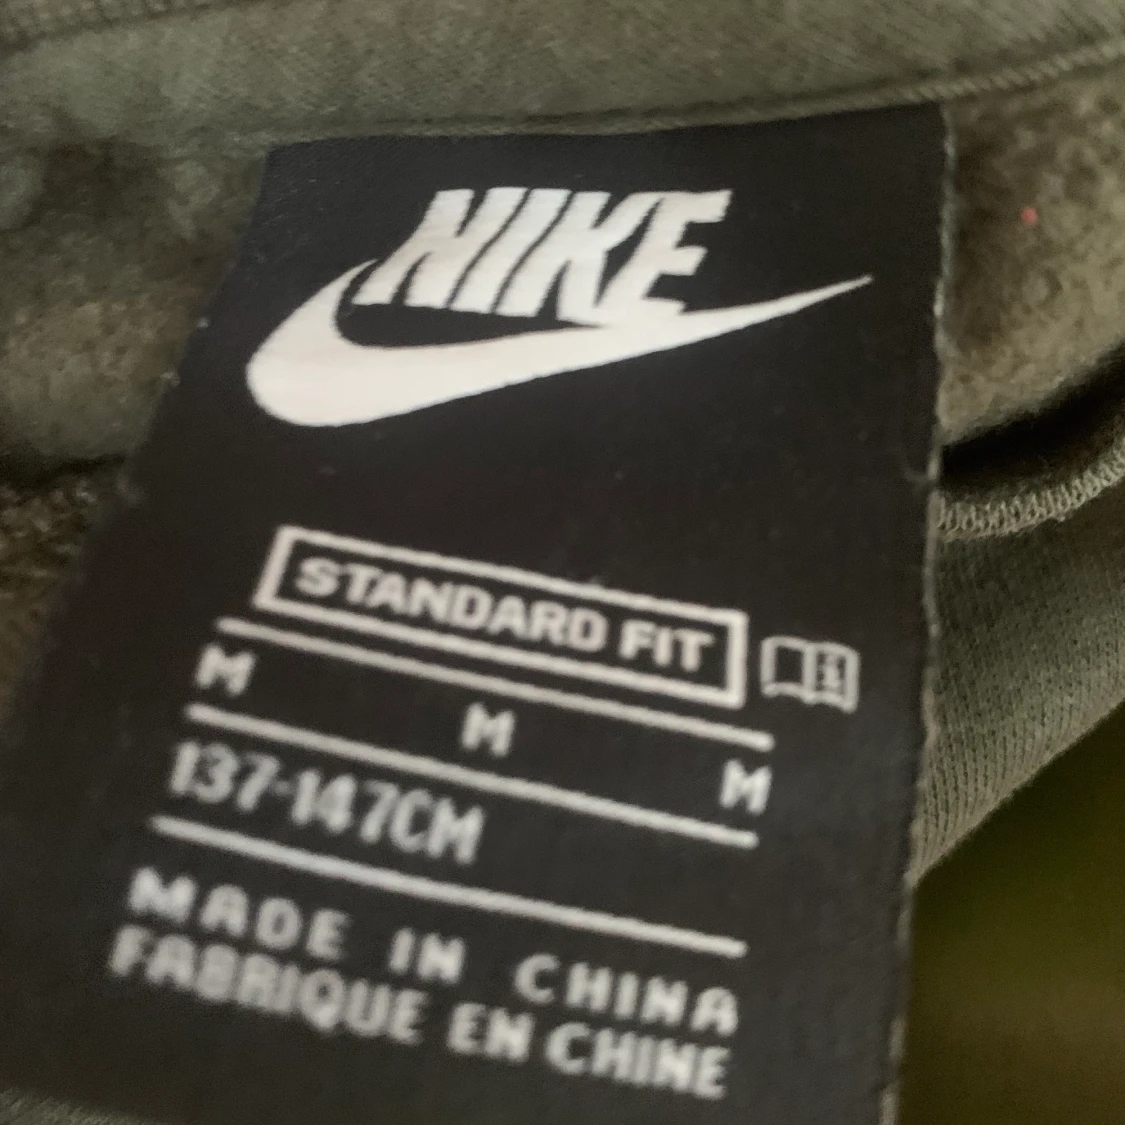 NIKE
STANDARD FIT
M M M
137-147CM
MADE IN CHINA
FABRIQUE EN CHINE